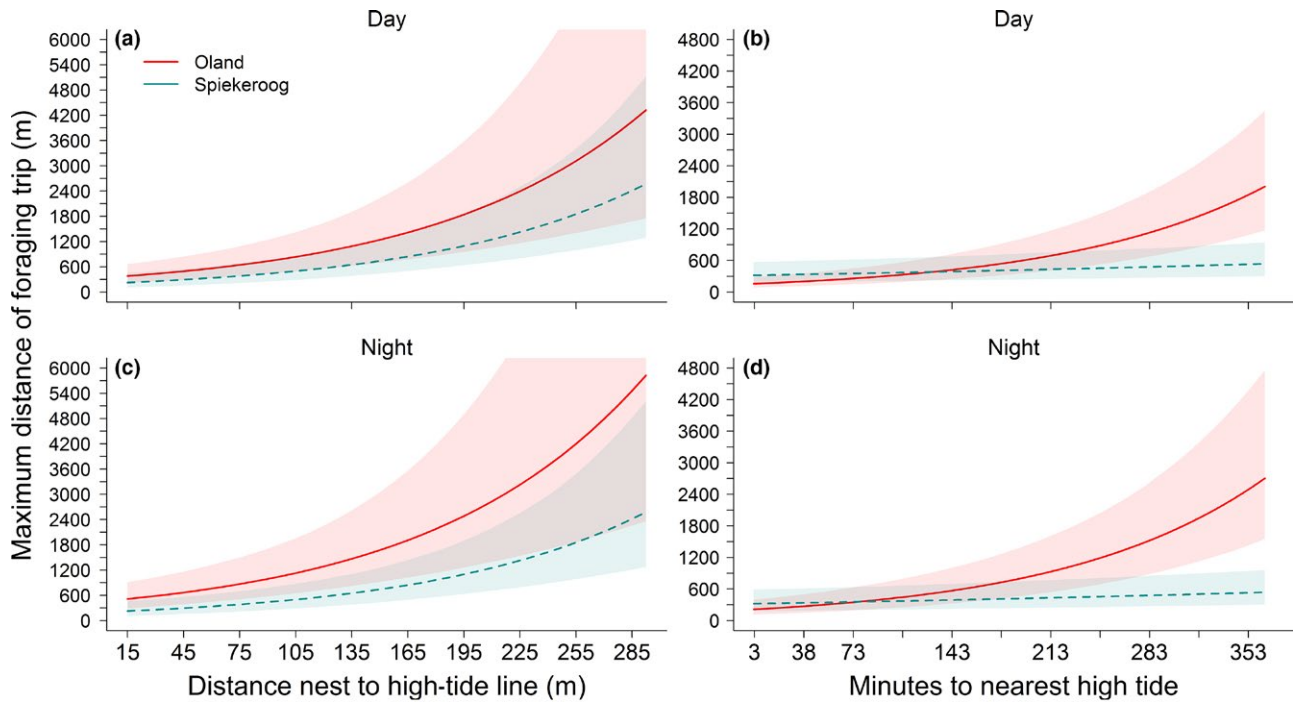 Day
Day
(a)
(b)
Oland
Spiekeroog
6000
5400
4800
4200
3600
3000
2400
1800
1200
600
0
4800
4200
3600
3000
2400
1800
1200
600
0
Maximum distance of foraging trip (m)
Night
Night
(c)
(d)
6000
5400
4800
4200
3600
3000
2400
1800
1200
600
0
4800
4200
3600
3000
2400
1800
1200
600
0
15 45 75 105 135 165 195 225 255 285
3 38 73 143 213 283 353
Distance nest to high-tide line (m)
Minutes to nearest high tide